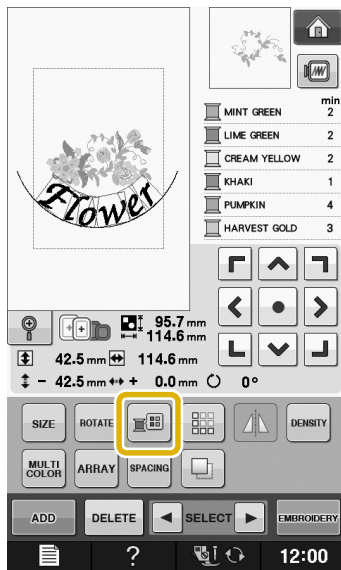 Flower
min
MINT GREEN 2
LIME GREEN 2
CREAM YELLOW 2
KHAKI 1
PUMPKIN 4
HARVEST GOLD 3
95.7 mm
114.6 mm
42.5 mm 114.6 mm
- 42.5 mm + 0.0 mm 0°
SIZE ROTATE DENSITY
MULTI COLOR ARRAY SPACING
ADD DELETE SELECT EMBROIDERY
? 12:00